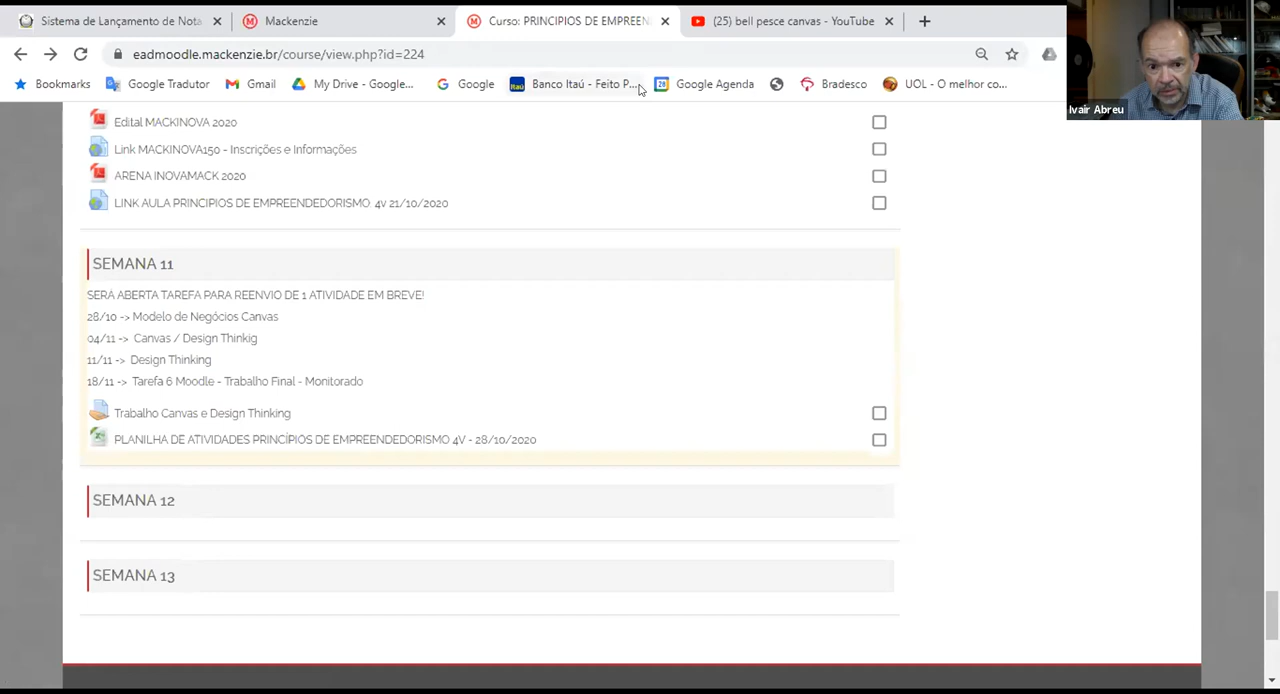 Sistema de Lançamento de Nota
Mackenzie
Curso: PRINCIPIOS DE EMPREEN
(25) bell pesce canvas - YouTube
eadmoodle.mackenzie.br/course/view.php?id=224
Bookmarks
Google Tradutor
Gmail
My Drive - Google...
Google
Banco Itaú - Feito P...
Google Agenda
Bradesco
UOL - O melhor co...
Ivair Abreu
Edital MACKINOVA 2020
Link MACKINOVA150 - Inscrições e Informações
ARENA INOVAMACK 2020
LINK AULA PRINCIPIOS DE EMPREENDEDORISMO: 4v 21/10/2020
SEMANA 11
SERA ABERTA TAREFA PARA REENVIO DE 1 ATIVIDADE EM BREVE!
28/10 -> Modelo de Negócios Canvas
04/11 -> Canvas / Design Thinkig
11/11 -> Design Thinking
18/11 -> Tarefa 6 Moodle - Trabalho Final - Monitorado
Trabalho Canvas e Design Thinking
PLANILHA DE ATIVIDADES PRINCÍPIOS DE EMPREENDEDORISMO 4V - 28/10/2020
SEMANA 12
SEMANA 13